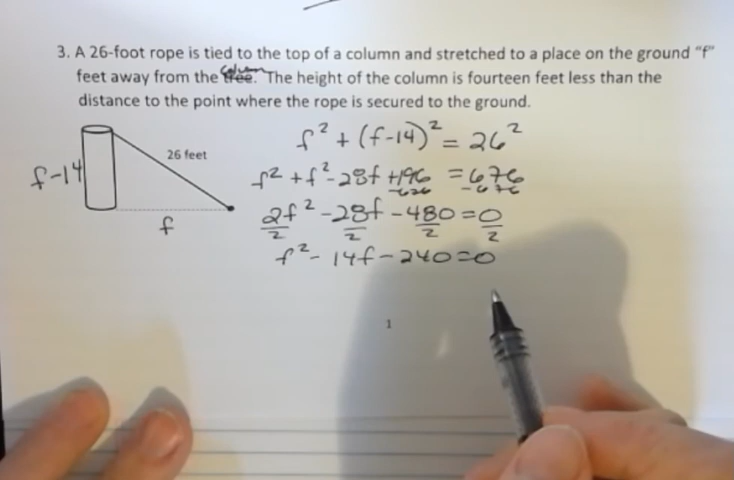 3. A 26-foot rope is tied to the top of a column and stretched to a place on the ground "f"
feet away from the tree. column The height of the column is fourteen feet less than the
distance to the point where the rope is secured to the ground.
f² + (f-14)² = 26²
26 feet
f-14
f² + f² - 28f + 196 = 676
-676 -676
2f² - 28f - 480 = 0
2 2 2 2
f
f² - 14f - 240 = 0
1